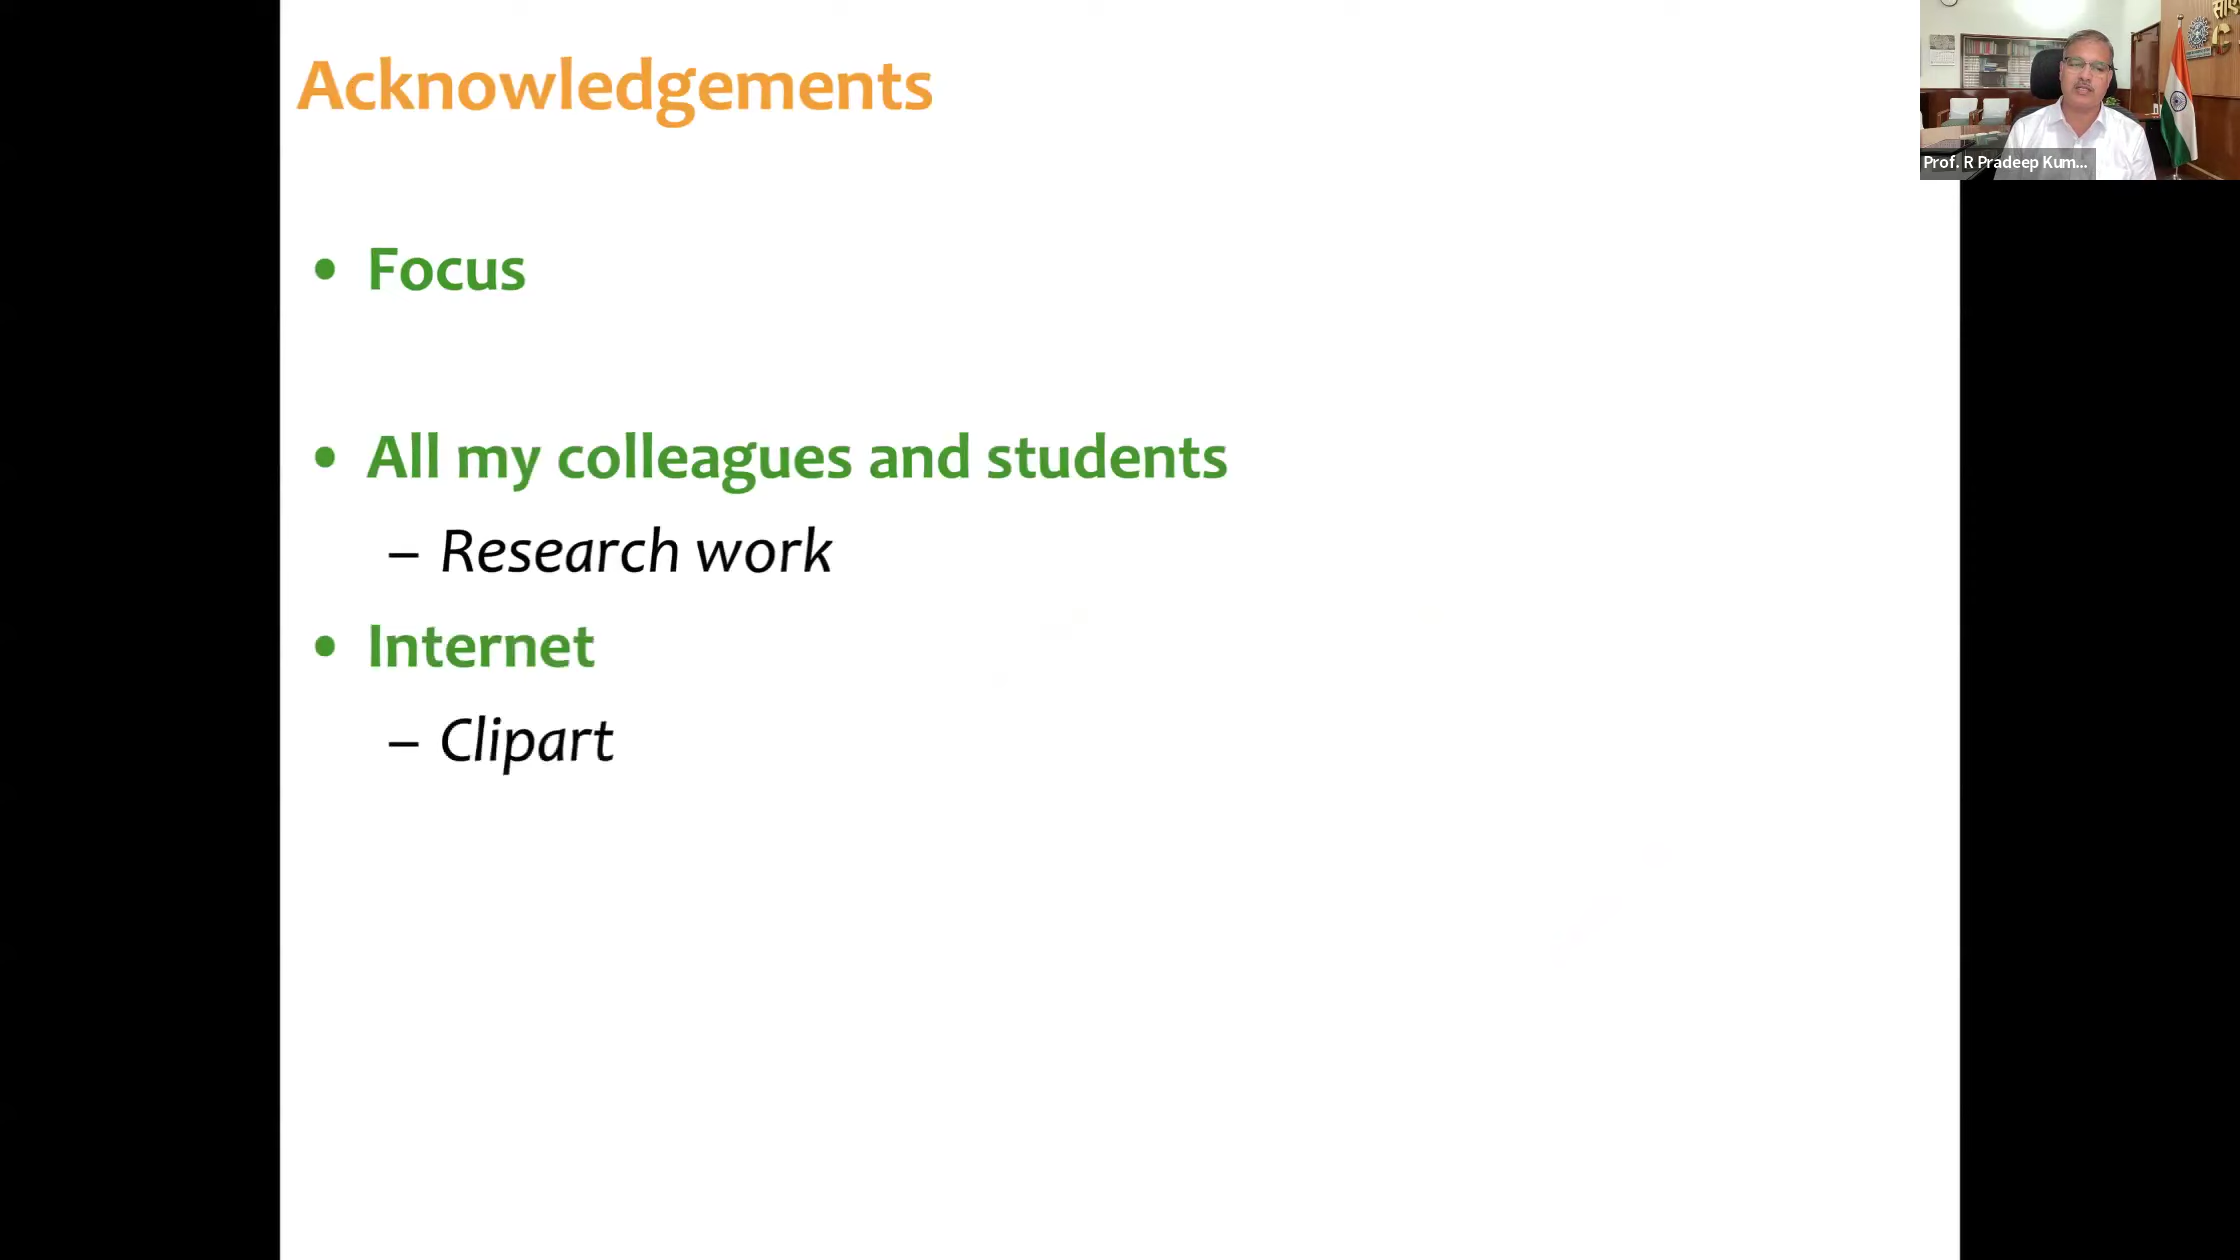 Acknowledgements
• Focus
• All my colleagues and students
– Research work
• Internet
– Clipart
Prof. R Pradeep Kum...